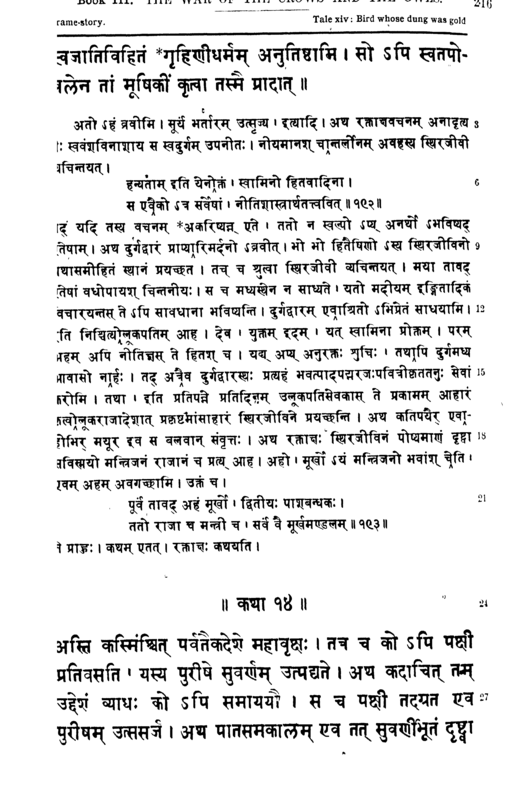 Book III. THE WAR OF THE CROWS AND THE OWLS. 216
rame-story. Tale xiv: Bird whose dung was gold
वजातिविहितं *गृहिणीधर्मम् अनुतिष्ठामि । सो ऽपि स्वतपो-
लेन तां मूषिकीं कृत्वा तस्मै प्रादात् ॥
अतो ऽहं ब्रवीमि । सूर्यं भर्तारम् उत्सृज्य । इत्यादि । अथ रक्ताक्षवचनम् अनादृत्य 3
: स्ववंशविनाशाय स स्वदुर्गम् उपनीतः । नीयमानश् चान्तर्लीनम् अवहस्य स्थिरजीवी
चिन्तयत् ।
हन्यताम् इति येनोक्तं । स्वामिनो हितवादिना । 6
स एवैको ऽत्र सर्वेषां । नीतिशास्त्रार्थतत्त्ववित् ॥ १९२ ॥
दं यदि तस्य वचनम् *अकरिष्यन्न् एते । ततो न स्वल्पो ऽप्य् अनर्थो ऽभविष्यद्
तेषाम् । अथ दुर्गद्वारं प्राप्यारिमर्दनो ऽब्रवीत् । भो भो हितैषिणो ऽस्य स्थिरजीविनो 9
थासमीहितं स्थानं प्रयच्छत । तच् च श्रुत्वा स्थिरजीवी व्यचिन्तयत् । मया तावद्
तेषां वधोपायश् चिन्तनीयः । स च मध्यस्थेन न साध्यते । यतो मदीयम् इङ्गितादिकं
विचारयन्तस् ते ऽपि सावधाना भविष्यन्ति । दुर्गद्वारम् एवाश्रितो ऽभिप्रेतं साधयामि । 12
ति निश्चित्योलूकपतिम् आह । देव । युक्तम् इदम् । यत् स्वामिना प्रोक्तम् । परम्
अहम् अपि नीतिज्ञस् ते हितश् च । यद्य् अप्य् अनुरक्तः शुचिः । तथापि दुर्गमध्य
आवासो नार्हः । तद् अत्रैव दुर्गद्वारस्थः प्रत्यहं भवत्पादपद्मरजःपवित्रीकृततनुः सेवां 15
करोमि । तथा । इति प्रतिपन्ने प्रतिदिनम् उलूकपतिसेवकास् ते प्रकामम् आहारं
कृत्वोलूकराजादेशात् प्रकृष्टमांसाहारं स्थिरजीविने प्रयच्छन्ति । अथ कतिपयैर् एवा-
होभिर् मयूर इव स बलवान् संवृत्तः । अथ रक्ताक्षः स्थिरजीविनं पोष्यमाणं दृष्ट्वा 18
सविस्मयो मन्त्रिजनं राजानं च प्रत्य् आह । अहो । मूर्खो ऽयं मन्त्रिजनो भवांश् चेति ।
एवम् अहम् अवगच्छामि । उक्तं च ।
पूर्वं तावद् अहं मूर्खो । द्वितीयः पाशबन्धकः । 21
ततो राजा च मन्त्री च । सर्वं वै मूर्खमण्डलम् ॥ १९३ ॥
ते प्राहुः । कथम् एतत् । रक्ताक्षः कथयति ।
॥ कथा १४ ॥ 24
अस्ति कस्मिंश्चित् पर्वतैकदेशे महावृक्षः । तत्र च को ऽपि पक्षी
प्रतिवसति । यस्य पुरीषे सुवर्णम् उत्पद्यते । अथ कदाचित् तम्
उद्देशं व्याधः को ऽपि समाययौ । स च पक्षी तदग्रत एव 27
पुरीषम् उत्ससर्ज । अथ पातसमकालम् एव तत् सुवर्णीभूतं दृष्ट्वा